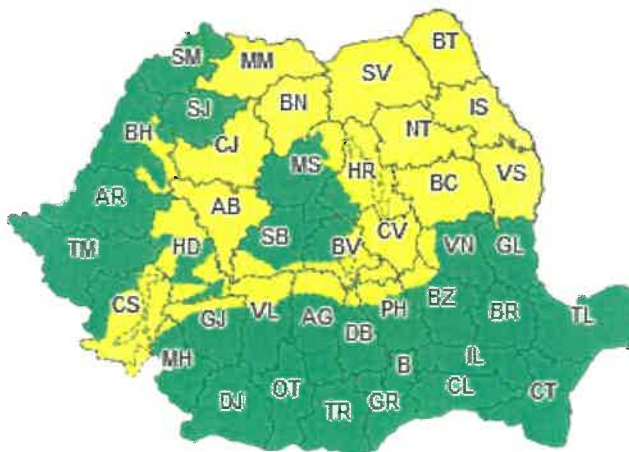 BT
SM
MM
SV
SJ
BN
IS
BH
CJ
NT
MS
HR
VS
BC
AR
AB
SB
CV
TM
HD
BV
VN
GL
CS
GJ
VL
AG
PH
BZ
BR
TL
DB
MH
B
IL
DJ
OT
TR
GR
CL
CT